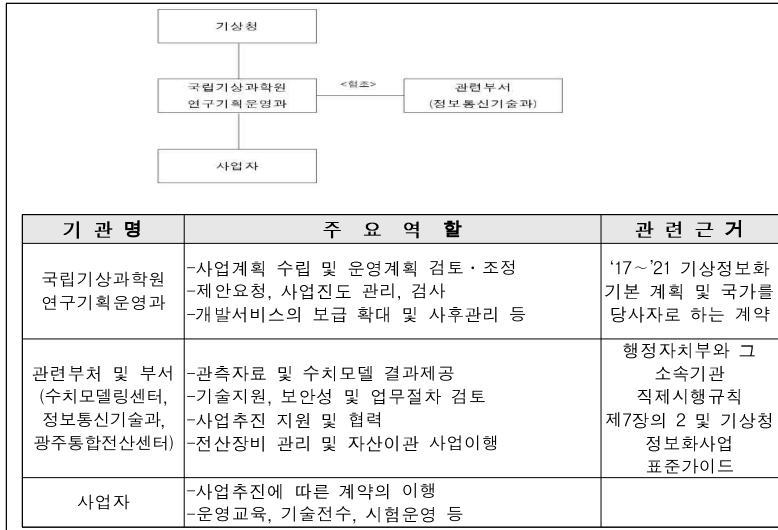 기상청
국립기상과학원
연구기획운영과
<협조>
관련부서
(정보통신기술과)
사업자
기 관 명
주 요 역 할
관 련 근 거
국립기상과학원
연구기획운영과
-사업계획 수립 및 운영계획 검토·조정
-제안요청, 사업진도 관리, 검사
-개발서비스의 보급 확대 및 사후관리 등
'17~'21 기상정보화
기본 계획 및 국가를
당사자로 하는 계약
관련부처 및 부서
(수치모델링센터,
정보통신기술과,
광주통합전산센터)
-관측자료 및 수치모델 결과제공
-기술지원, 보안성 및 업무절차 검토
-사업추진 지원 및 협력
-전산장비 관리 및 자산이관 사업이행
행정자치부와 그
소속기관
직제시행규칙
제7장의 2 및 기상청
정보화사업
표준가이드
사업자
-사업추진에 따른 계약의 이행
-운영교육, 기술전수, 시험운영 등